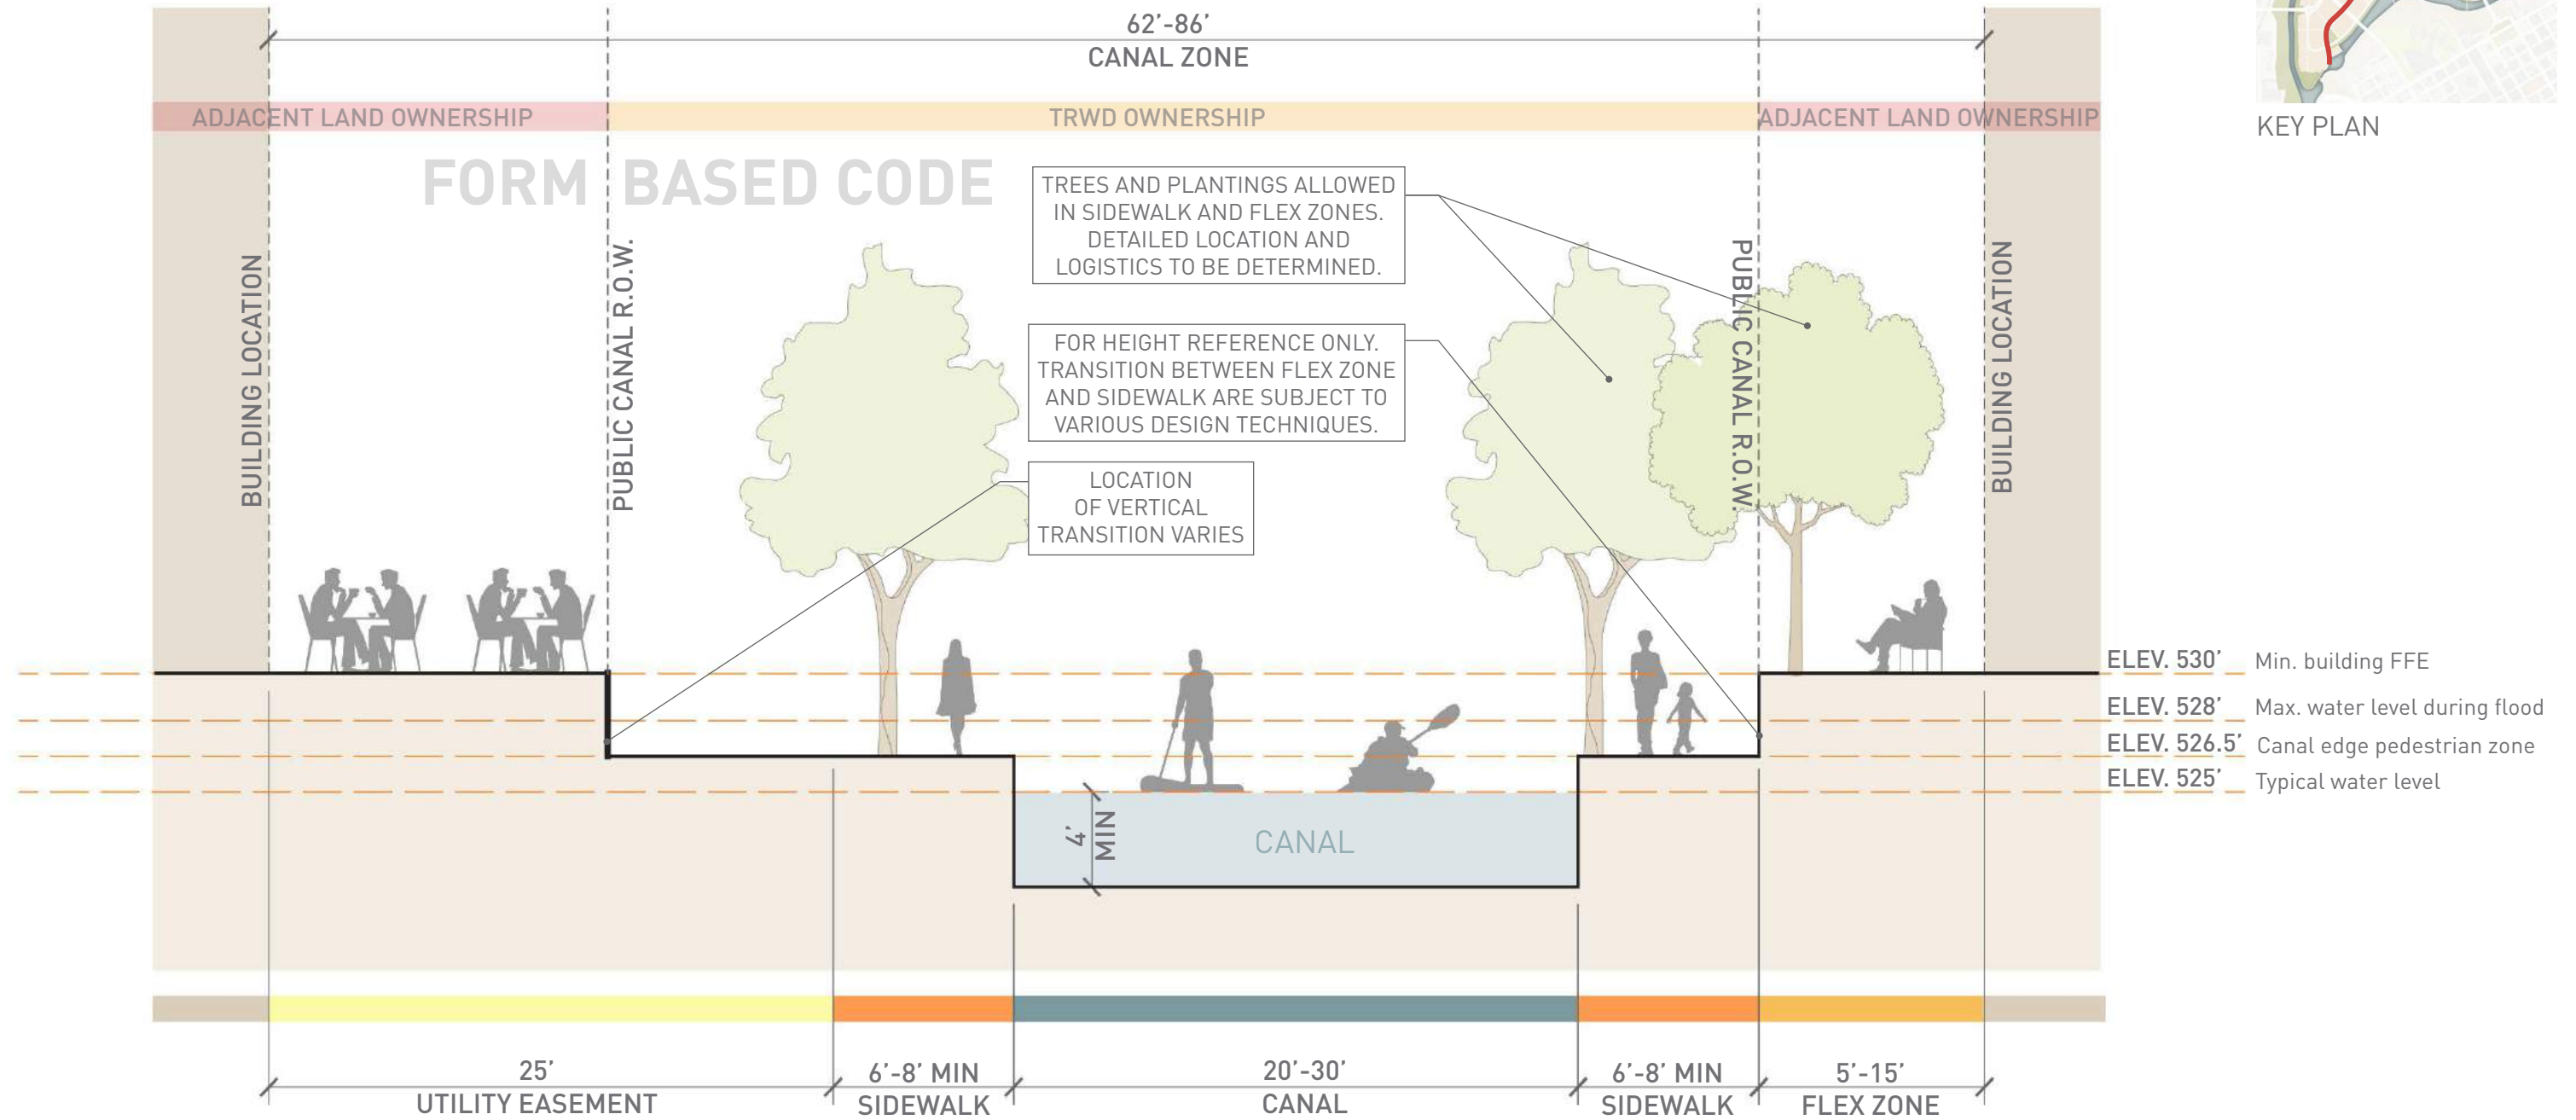 62’-86’
CANAL ZONE
ADJACENT LAND OWNERSHIP
TRWD OWNERSHIP
ADJACENT LAND OWNERSHIP
KEY PLAN
FORM BASED CODE
TREES AND PLANTINGS ALLOWED
IN SIDEWALK AND FLEX ZONES.
DETAILED LOCATION AND
LOGISTICS TO BE DETERMINED.
BUILDING LOCATION
PUBLIC CANAL R.O.W.
PUBLIC CANAL R.O.W.
BUILDING LOCATION
FOR HEIGHT REFERENCE ONLY.
TRANSITION BETWEEN FLEX ZONE
AND SIDEWALK ARE SUBJECT TO
VARIOUS DESIGN TECHNIQUES.
LOCATION
OF VERTICAL
TRANSITION VARIES
ELEV. 530’ Min. building FFE
ELEV. 528’ Max. water level during flood
ELEV. 526.5’ Canal edge pedestrian zone
ELEV. 525’ Typical water level
4’
MIN
CANAL
25’
UTILITY EASEMENT
6’-8’ MIN
SIDEWALK
20’-30’
CANAL
6’-8’ MIN
SIDEWALK
5’-15’
FLEX ZONE